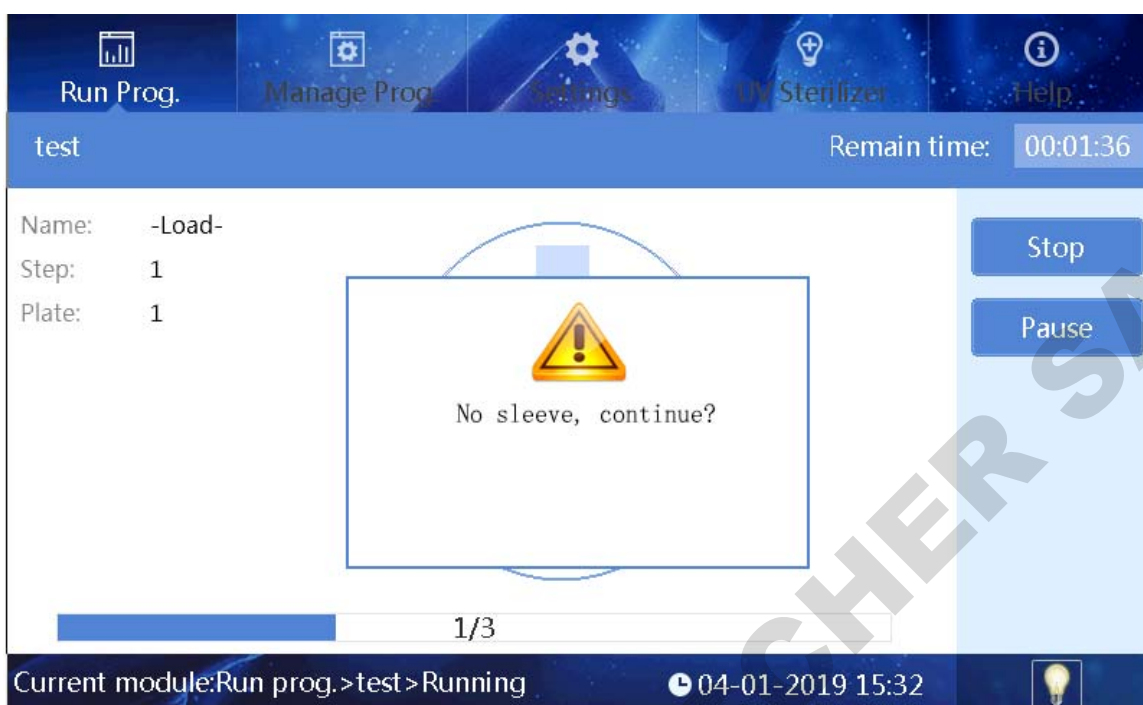 Run Prog. Manage Prog. Settings UV Sterilizer Help
test Remain time: 00:01:36
Name: -Load-
Step: 1
Plate: 1
Stop
Pause
No sleeve, continue?
1/3
Current module:Run prog.>test>Running 04-01-2019 15:32
CHER SA